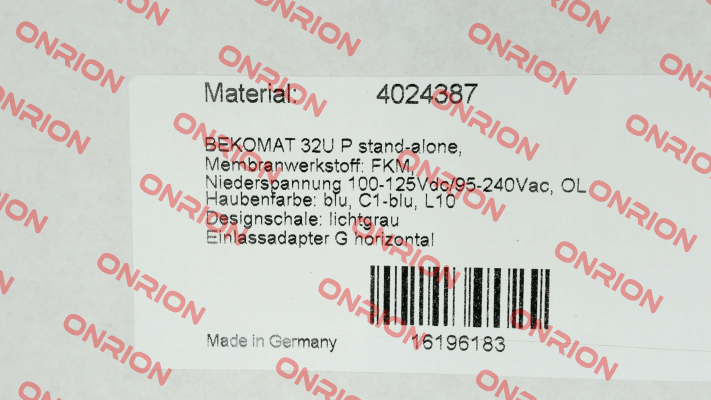 Material: 4024387
BEKOMAT 32U P stand-alone,
Membranwerkstoff: FKM,
Niederspannung 100-125Vdc/95-240Vac, OL
Haubenfarbe: blu, C1-blu, L10
Designschale: lichtgrau
Einlassadapter G horizontal
Made in Germany 16196183
ONRION